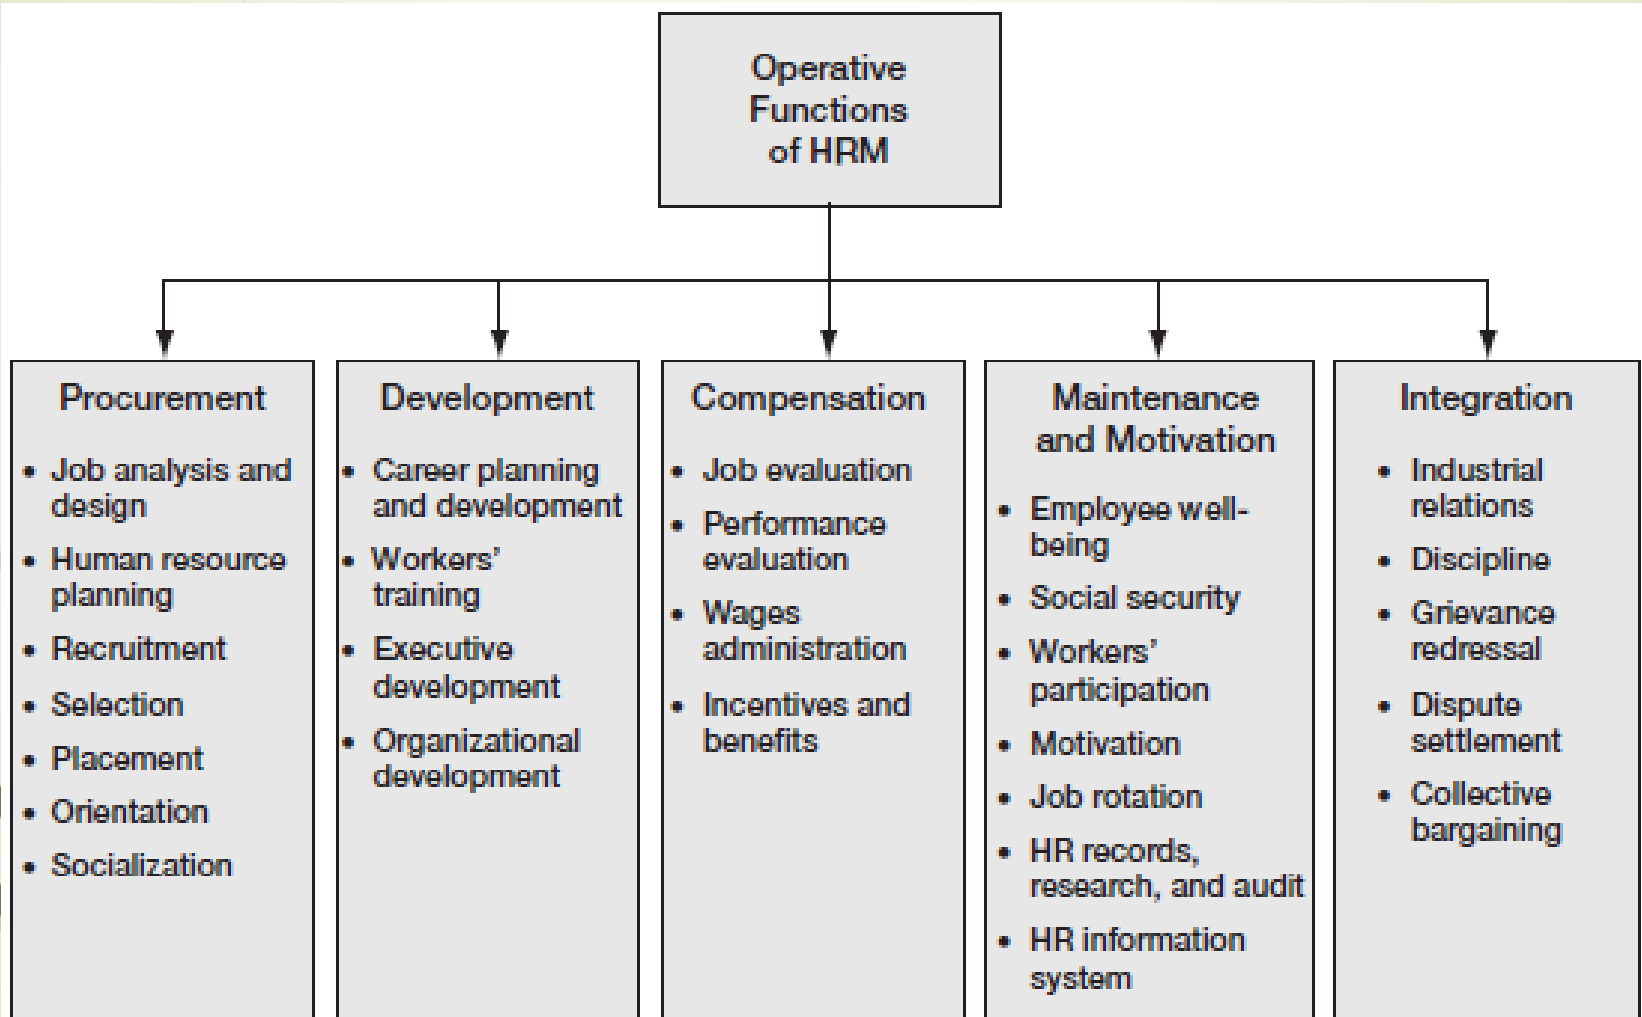 Operative
Functions
of HRM
Procurement
• Job analysis and
design
• Human resource
planning
• Recruitment
• Selection
• Placement
• Orientation
• Socialization
Development
• Career planning
and development
• Workers’
training
• Executive
development
• Organizational
development
Compensation
• Job evaluation
• Performance
evaluation
• Wages
administration
• Incentives and
benefits
Maintenance
and Motivation
• Employee well-
being
• Social security
• Workers’
participation
• Motivation
• Job rotation
• HR records,
research, and audit
• HR information
system
Integration
• Industrial
relations
• Discipline
• Grievance
redressal
• Dispute
settlement
• Collective
bargaining